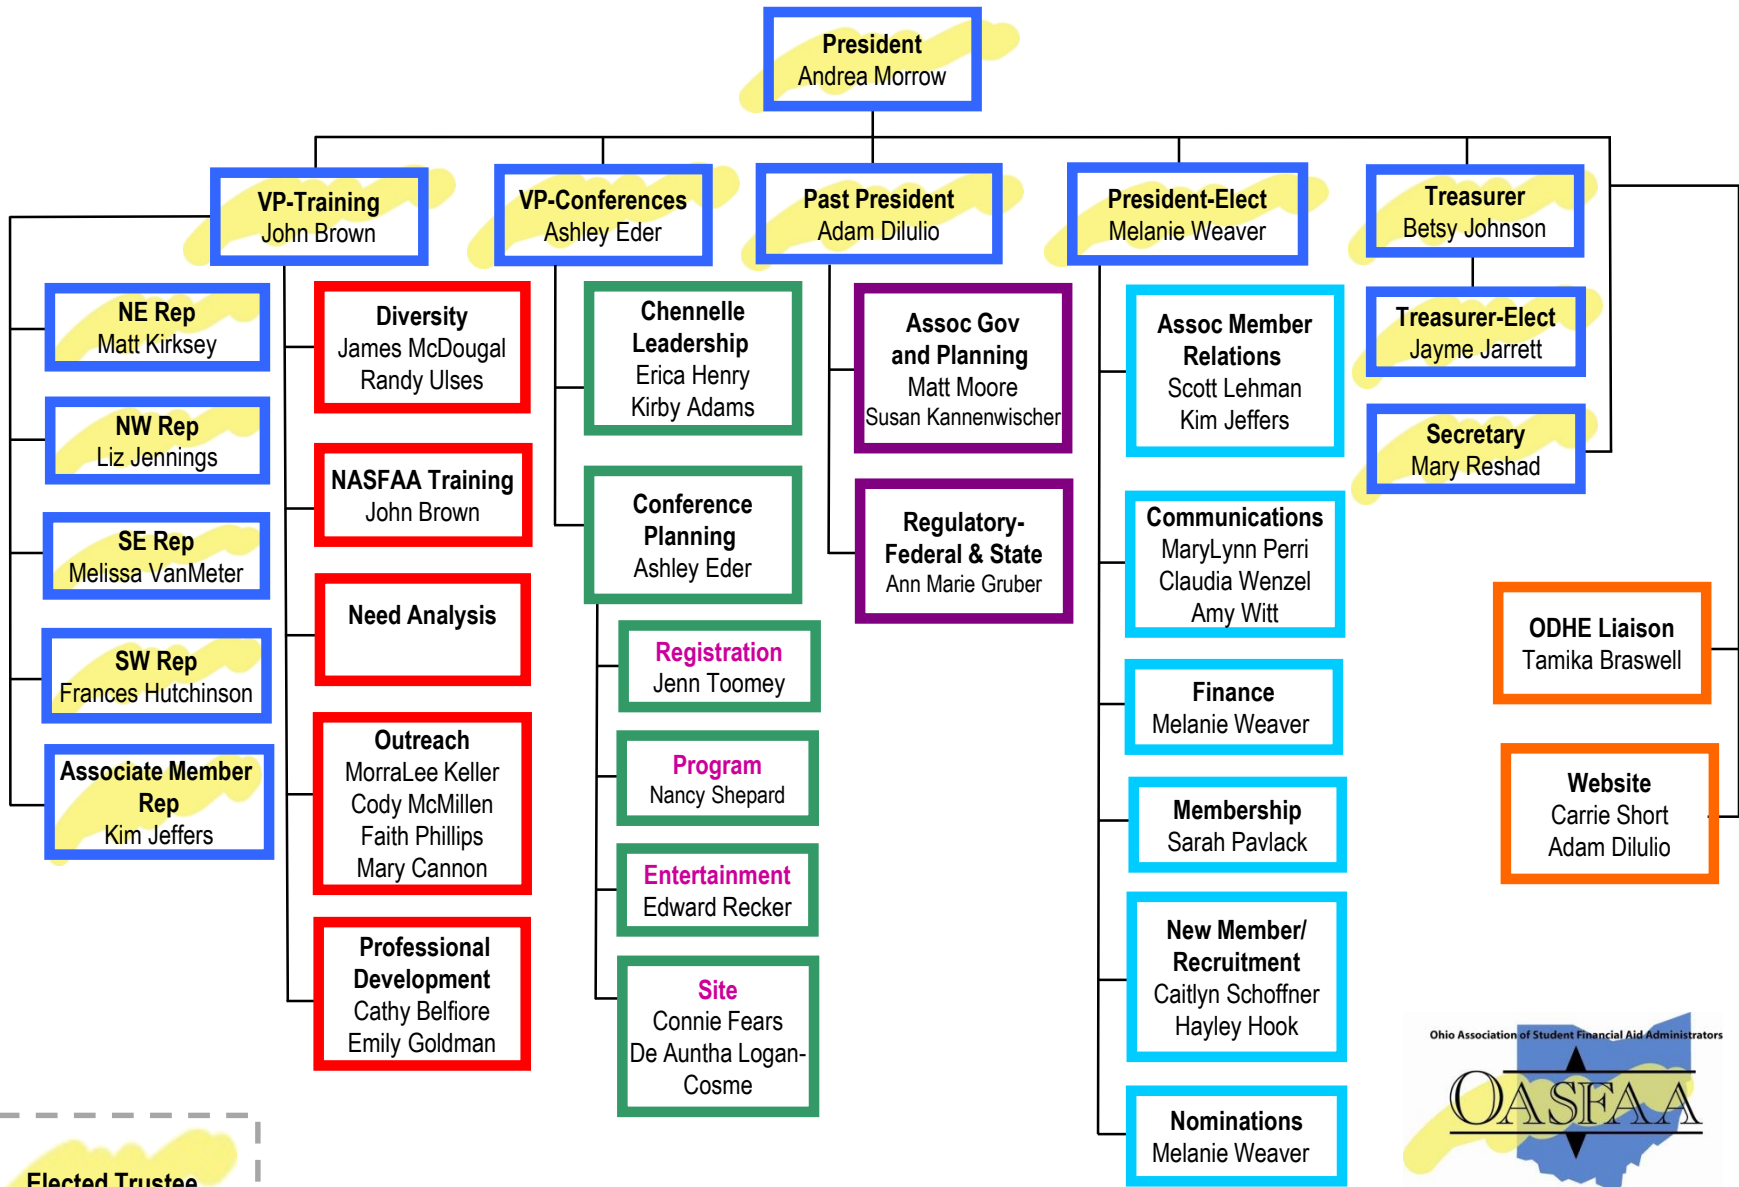 President
Andrea Morrow
VP-Training
John Brown
VP-Conferences
Ashley Eder
Past President
Adam Dilulio
President-Elect
Melanie Weaver
Treasurer
Betsy Johnson
NE Rep
Matt Kirksey
NW Rep
Liz Jennings
SE Rep
Melissa VanMeter
SW Rep
Frances Hutchinson
Associate Member
Rep
Kim Jeffers
Diversity
James McDougal
Randy Ulses
NASFAA Training
John Brown
Need Analysis
Outreach
MorraLee Keller
Cody McMillen
Faith Phillips
Mary Cannon
Professional
Development
Cathy Belfiore
Emily Goldman
Chennelle
Leadership
Erica Henry
Kirby Adams
Conference
Planning
Ashley Eder
Registration
Jenn Toomey
Program
Nancy Shepard
Entertainment
Edward Recker
Site
Connie Fears
De Auntha Logan-
Cosme
Assoc Gov
and Planning
Matt Moore
Susan Kannenwischer
Regulatory-
Federal & State
Ann Marie Gruber
Assoc Member
Relations
Scott Lehman
Kim Jeffers
Communications
MaryLynn Perri
Claudia Wenzel
Amy Witt
Finance
Melanie Weaver
Membership
Sarah Pavlack
New Member/
Recruitment
Caitlyn Schoffner
Hayley Hook
Nominations
Melanie Weaver
Treasurer-Elect
Jayme Jarrett
Secretary
Mary Reshad
ODHE Liaison
Tamika Braswell
Website
Carrie Short
Adam Dilulio
Elected Trustee
Ohio Association of Student Financial Aid Administrators
OASFAA